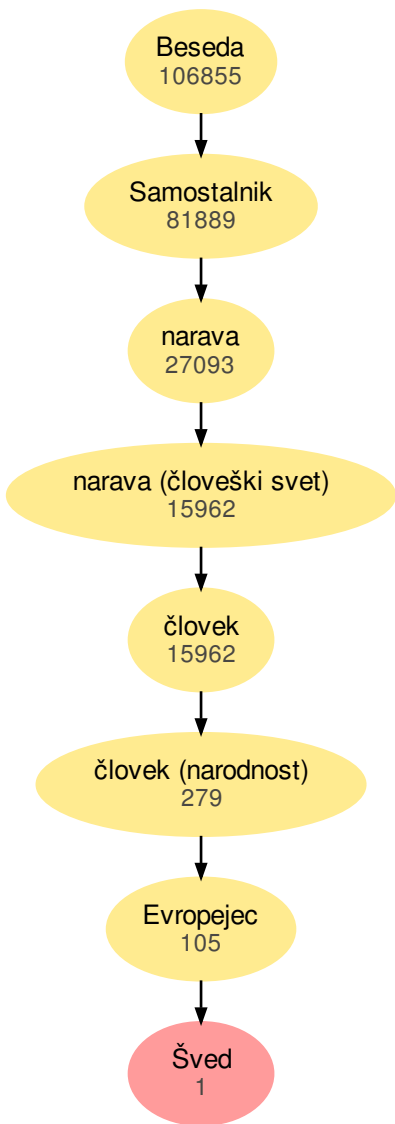 Beseda
106855
Samostalnik
81889
narava
27093
narava (človeški svet)
15962
človek
15962
človek (narodnost)
279
Evropejec
105
Šved
1